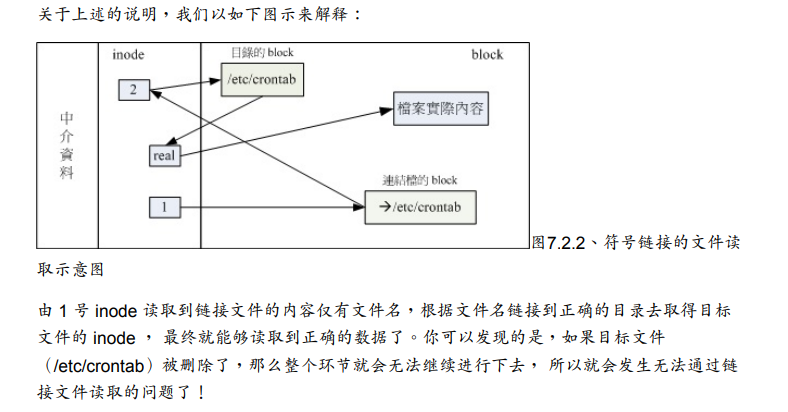 关于上述的说明，我们以如下图示来解释：
inode
目錄的 block
block
2
/etc/crontab
檔案實際內容
中介資料
real
連結檔的 block
1
→/etc/crontab
图7.2.2、符号链接的文件读
取示意图
由 1 号 inode 读取到链接文件的内容仅有文件名，根据文件名链接到正确的目录去取得目标
文件的 inode ， 最终就能够读取到正确的数据了。你可以发现的是，如果目标文件
（/etc/crontab）被删除了，那么整个环节就会无法继续进行下去， 所以就会发生无法通过链
接文件读取的问题了！